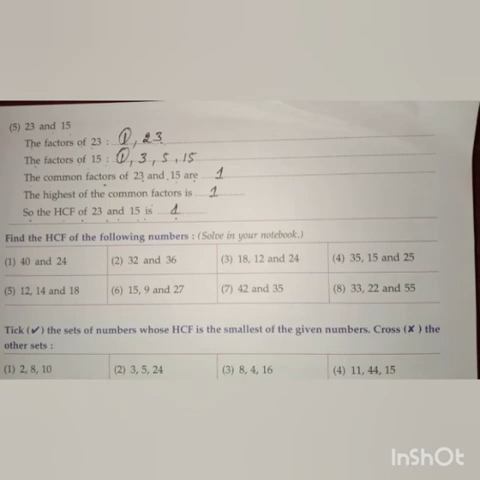 (5) 23 and 15
The factors of 23 : 1, 23
The factors of 15 : 1, 3, 5, 15
The common factors of 23 and 15 are 1
The highest of the common factors is 1
So the HCF of 23 and 15 is 1
Find the HCF of the following numbers : (Solve in your notebook.)
(1) 40 and 24 (2) 32 and 36 (3) 18, 12 and 24 (4) 35, 15 and 25
(5) 12, 14 and 18 (6) 15, 9 and 27 (7) 42 and 35 (8) 33, 22 and 55
Tick (✔) the sets of numbers whose HCF is the smallest of the given numbers. Cross (✘) the
other sets :
(1) 2, 8, 10 (2) 3, 5, 24 (3) 8, 4, 16 (4) 11, 44, 15
InShOt